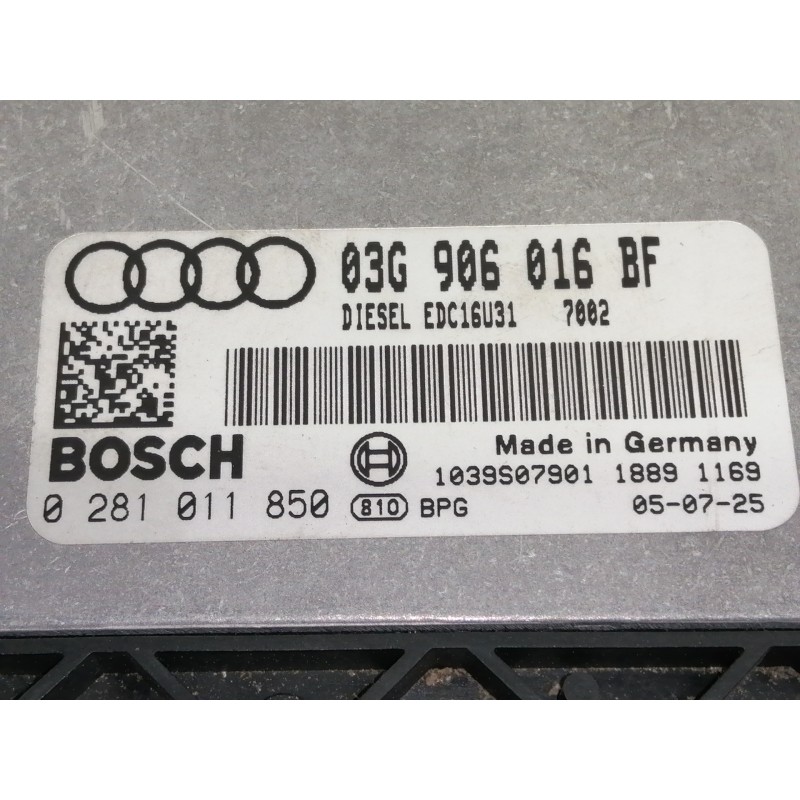 03G 906 016 BF
DIESEL EDC16U31 7002
BOSCH
Made in Germany
1039S07901 1889 1169
0 281 011 850 810 BPG 05-07-25